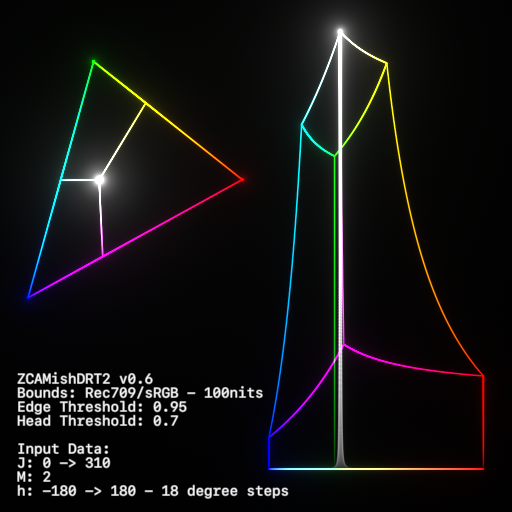 ZCAMishDRT2 v0.6
Bounds: Rec709/sRGB - 100nits
Edge Threshold: 0.95
Head Threshold: 0.7
Input Data:
J: 0 -> 310
M: 2
h: -180 -> 180 - 18 degree steps